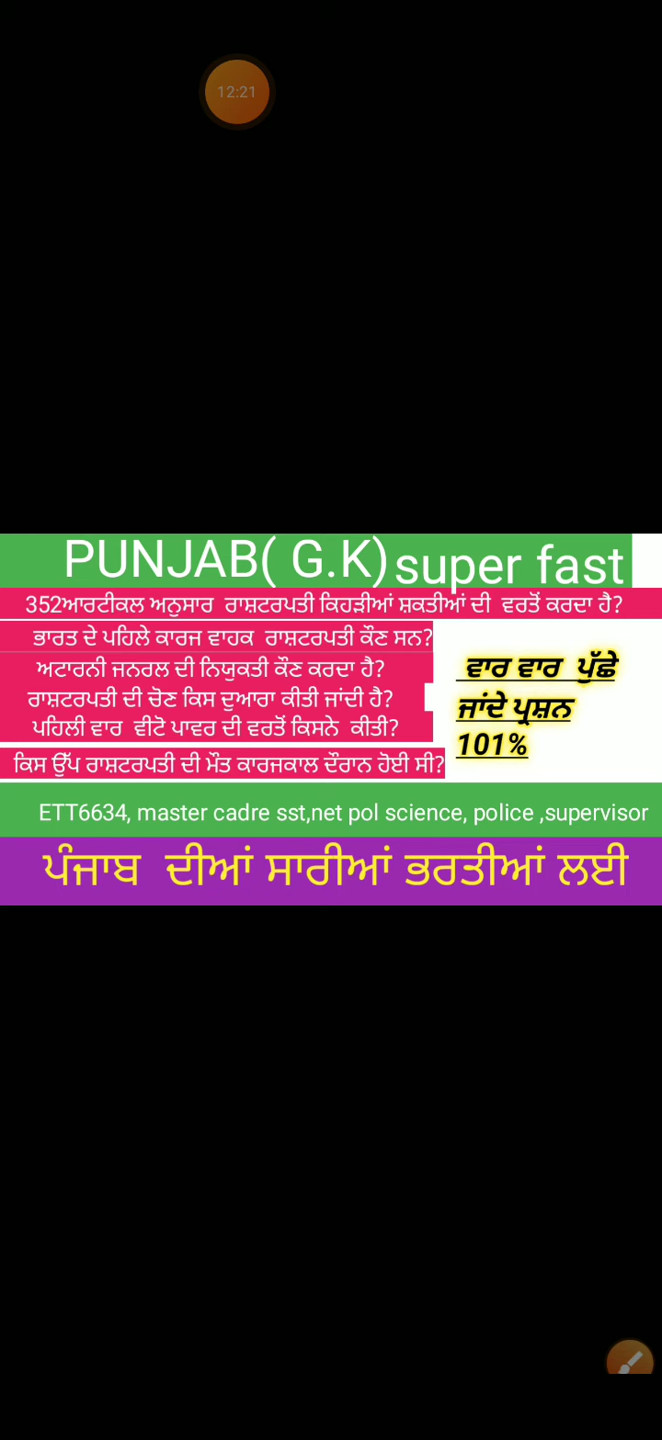 12:21
PUNJAB( G.K) super fast
352ਆਰਟੀਕਲ ਅਨੁਸਾਰ ਰਾਸ਼ਟਰਪਤੀ ਕਿਹੜੀਆਂ ਸ਼ਕਤੀਆਂ ਦੀ ਵਰਤੋਂ ਕਰਦਾ ਹੈ?
ਭਾਰਤ ਦੇ ਪਹਿਲੇ ਕਾਰਜ ਵਾਹਕ ਰਾਸ਼ਟਰਪਤੀ ਕੌਣ ਸਨ?
ਅਟਾਰਨੀ ਜਨਰਲ ਦੀ ਨਿਯੁਕਤੀ ਕੌਣ ਕਰਦਾ ਹੈ?
ਰਾਸ਼ਟਰਪਤੀ ਦੀ ਚੋਣ ਕਿਸ ਦੁਆਰਾ ਕੀਤੀ ਜਾਂਦੀ ਹੈ?
ਪਹਿਲੀ ਵਾਰ ਵੀਟੋ ਪਾਵਰ ਦੀ ਵਰਤੋਂ ਕਿਸਨੇ ਕੀਤੀ?
ਕਿਸ ਉੱਪ ਰਾਸ਼ਟਰਪਤੀ ਦੀ ਮੌਤ ਕਾਰਜਕਾਲ ਦੌਰਾਨ ਹੋਈ ਸੀ?
ਵਾਰ ਵਾਰ ਪੁੱਛੇ
ਜਾਂਦੇ ਪ੍ਰਸ਼ਨ
101%
ETT6634, master cadre sst,net pol science, police ,supervisor
ਪੰਜਾਬ ਦੀਆਂ ਸਾਰੀਆਂ ਭਰਤੀਆਂ ਲਈ